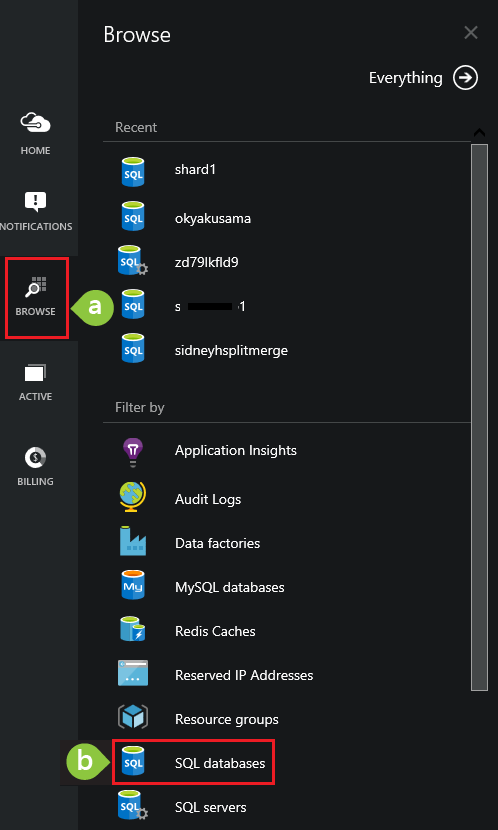 Browse
Everything
HOME
NOTIFICATIONS
BROWSE
ACTIVE
BILLING
a
Recent
SQL shard1
SQL okyakusama
SQL zd79lkfld9
SQL s 1
SQL sidneyhsplitmerge
Filter by
Application Insights
Audit Logs
Data factories
My MySQL databases
Redis Caches
Reserved IP Addresses
Resource groups
b SQL SQL databases
SQL SQL servers